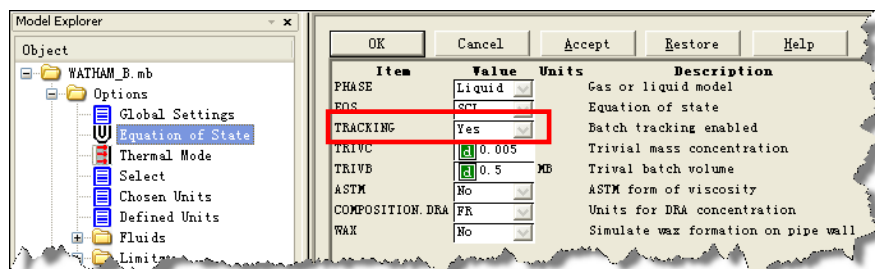 Model Explorer
Object
WATHAM_B.mb
Options
Global Settings
Equation of State
Thermal Mode
Select
Chosen Units
Defined Units
Fluids
Limits
OK Cancel Accept Restore Help
Item Value Units Description
PHASE Liquid Gas or liquid model
EOS SCL Equation of state
TRACKING Yes Batch tracking enabled
TRIVC d 0.005 Trivial mass concentration
TRIVB d 0.5 MB Trival batch volume
ASTM No ASTM form of viscosity
COMPOSITION.DRA FR Units for DRA concentration
WAX No Simulate wax formation on pipe wall